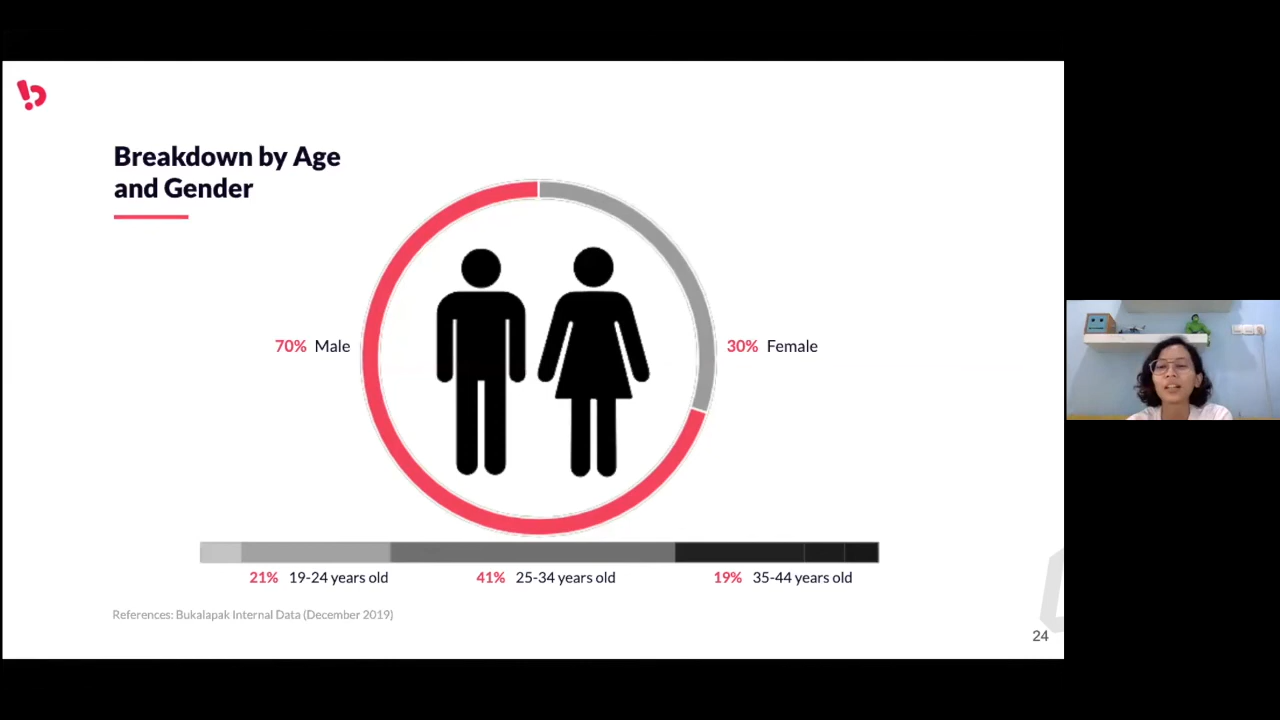 Breakdown by Age
and Gender
70% Male
30% Female
21% 19-24 years old
41% 25-34 years old
19% 35-44 years old
References: Bukalapak Internal Data (December 2019)
24